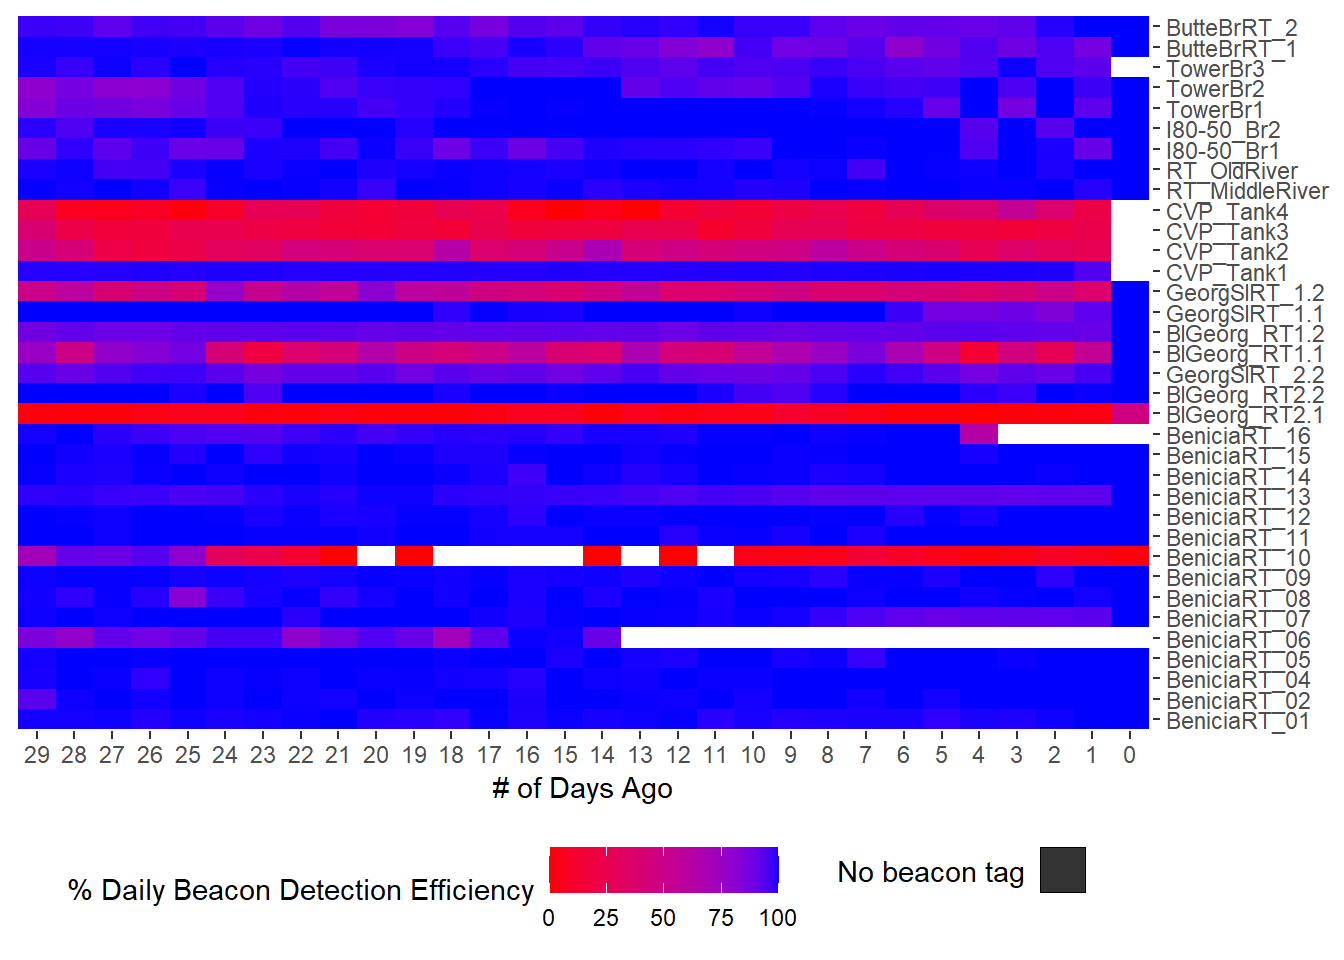 ButteBrRT_2
ButteBrRT_1
TowerBr3
TowerBr2
TowerBr1
I80-50_Br2
I80-50_Br1
RT_OldRiver
RT_MiddleRiver
CVP_Tank4
CVP_Tank3
CVP_Tank2
CVP_Tank1
GeorgSlRT_1.2
GeorgSlRT_1.1
BlGeorg_RT1.2
BlGeorg_RT1.1
GeorgSlRT_2.2
BlGeorg_RT2.2
BlGeorg_RT2.1
BeniciaRT_16
BeniciaRT_15
BeniciaRT_14
BeniciaRT_13
BeniciaRT_12
BeniciaRT_11
BeniciaRT_10
BeniciaRT_09
BeniciaRT_08
BeniciaRT_07
BeniciaRT_06
BeniciaRT_05
BeniciaRT_04
BeniciaRT_02
BeniciaRT_01
29 28 27 26 25 24 23 22 21 20 19 18 17 16 15 14 13 12 11 10 9 8 7 6 5 4 3 2 1 0
# of Days Ago
% Daily Beacon Detection Efficiency
0 25 50 75 100
No beacon tag